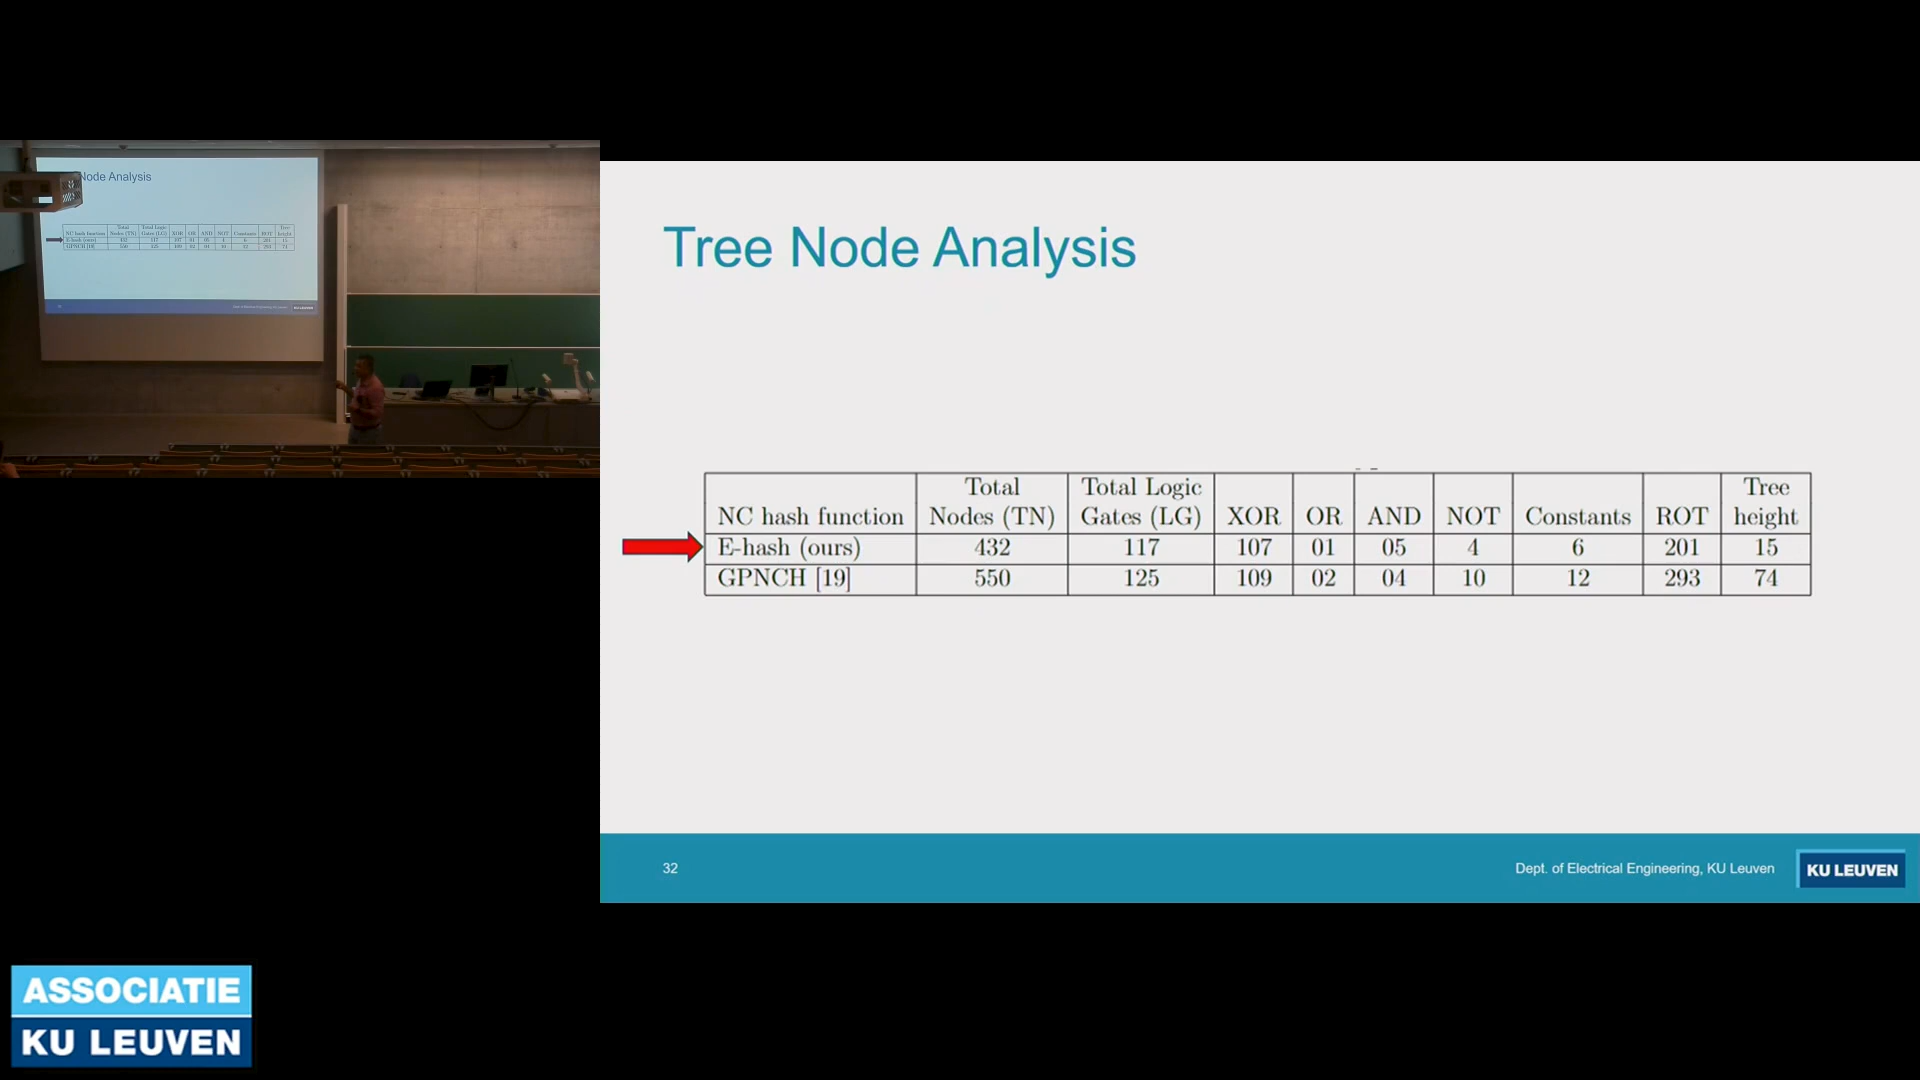 Node Analysis
Tree Node Analysis
NC hash function Total Nodes (TN) Total Logic Gates (LG) XOR OR AND NOT Constants ROT Tree height
E-hash (ours) 432 117 107 01 05 4 6 201 15
GPNCH [19] 550 125 109 02 04 10 12 293 74
32 Dept. of Electrical Engineering, KU Leuven KU LEUVEN
ASSOCIATIE
KU LEUVEN